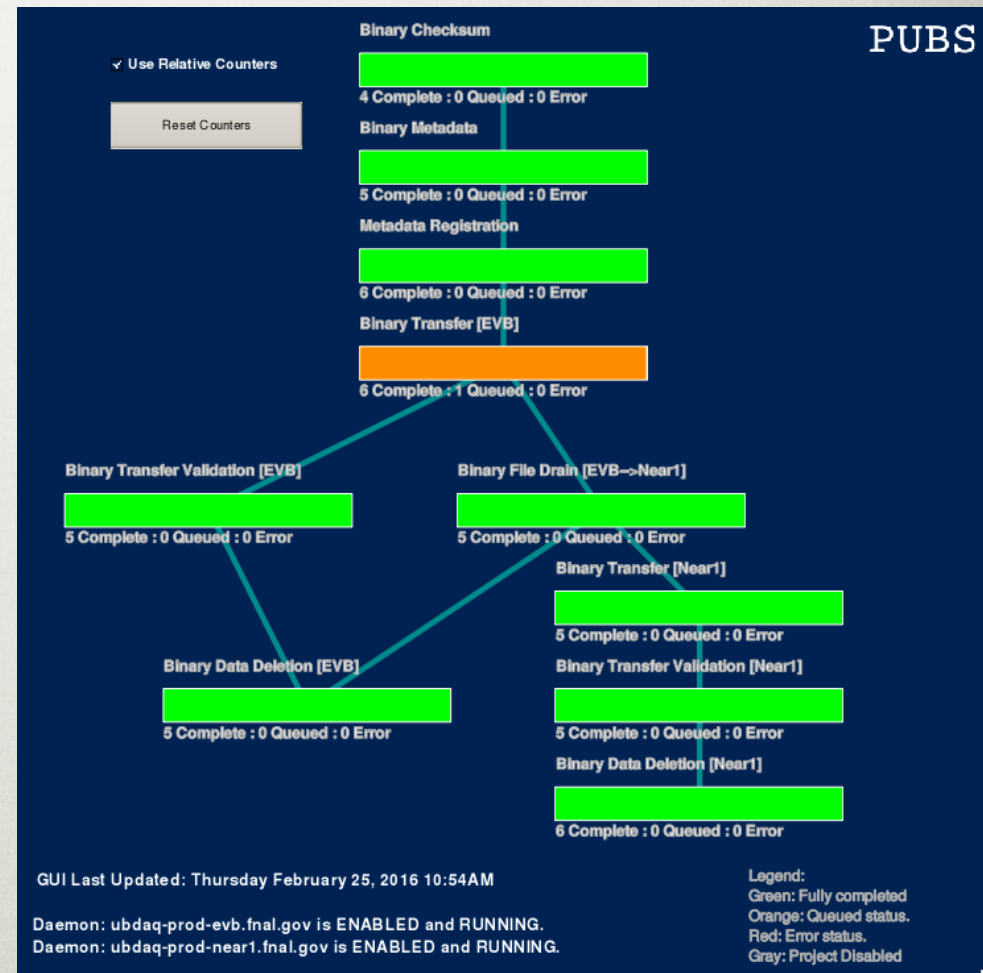 PUBS
Use Relative Counters
Reset Counters
Binary Checksum
4 Complete : 0 Queued : 0 Error
Binary Metadata
5 Complete : 0 Queued : 0 Error
Metadata Registration
6 Complete : 0 Queued : 0 Error
Binary Transfer [EVB]
6 Complete : 1 Queued : 0 Error
Binary Transfer Validation [EVB]
5 Complete : 0 Queued : 0 Error
Binary File Drain [EVB-->Near1]
5 Complete : 0 Queued : 0 Error
Binary Transfer [Near1]
5 Complete : 0 Queued : 0 Error
Binary Data Deletion [EVB]
5 Complete : 0 Queued : 0 Error
Binary Transfer Validation [Near1]
5 Complete : 0 Queued : 0 Error
Binary Data Deletion [Near1]
6 Complete : 0 Queued : 0 Error
GUI Last Updated: Thursday February 25, 2016 10:54AM
Daemon: ubdaq-prod-evb.fnal.gov is ENABLED and RUNNING.
Daemon: ubdaq-prod-near1.fnal.gov is ENABLED and RUNNING.
Legend:
Green: Fully completed
Orange: Queued status.
Red: Error status.
Gray: Project Disabled